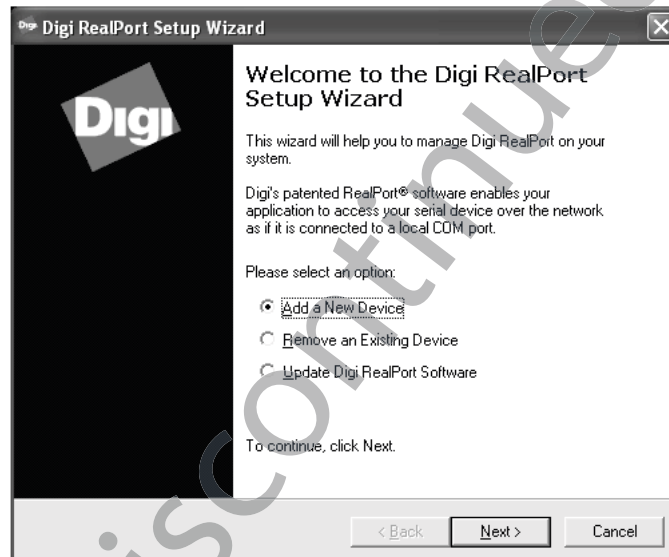 Digi RealPort Setup Wizard
Digi
Welcome to the Digi RealPort
Setup Wizard
This wizard will help you to manage Digi RealPort on your
system.
Digi's patented RealPort® software enables your
application to access your serial device over the network
as if it is connected to a local COM port.
Please select an option:
Add a New Device
Remove an Existing Device
Update Digi RealPort Software
To continue, click Next.
< Back
Next >
Cancel
iscontinue